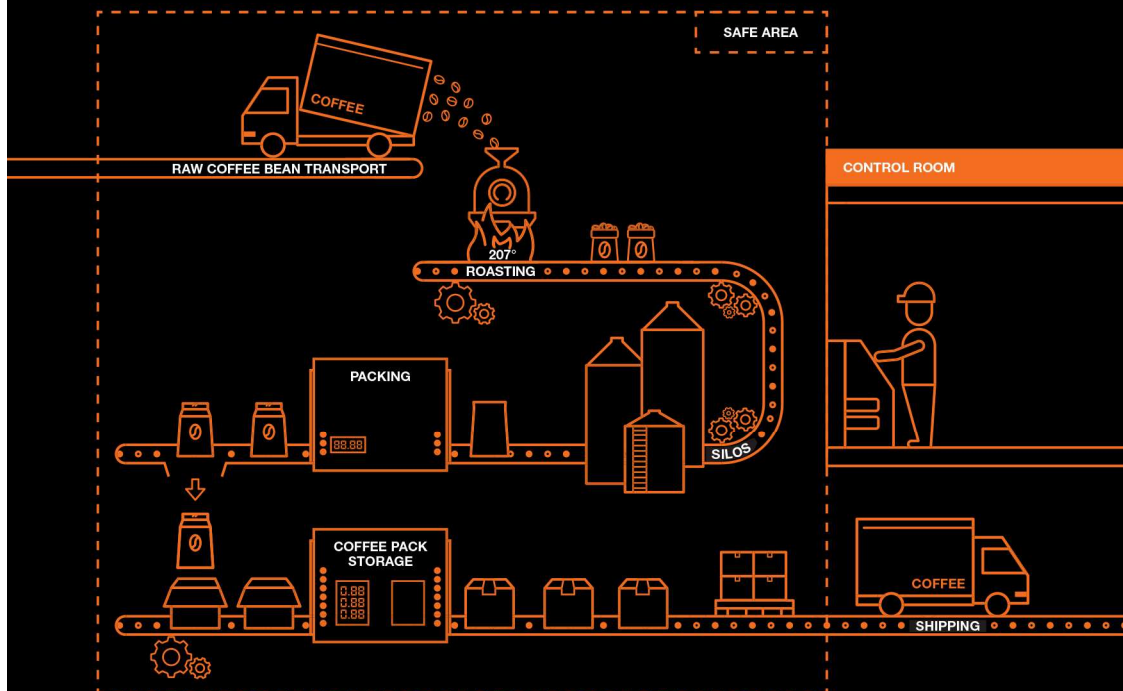 SAFE AREA
COFFEE
RAW COFFEE BEAN TRANSPORT
CONTROL ROOM
207°
ROASTING
PACKING
88.88
SILOS
COFFEE PACK
STORAGE
0.88
0.88
0.88
COFFEE
SHIPPING